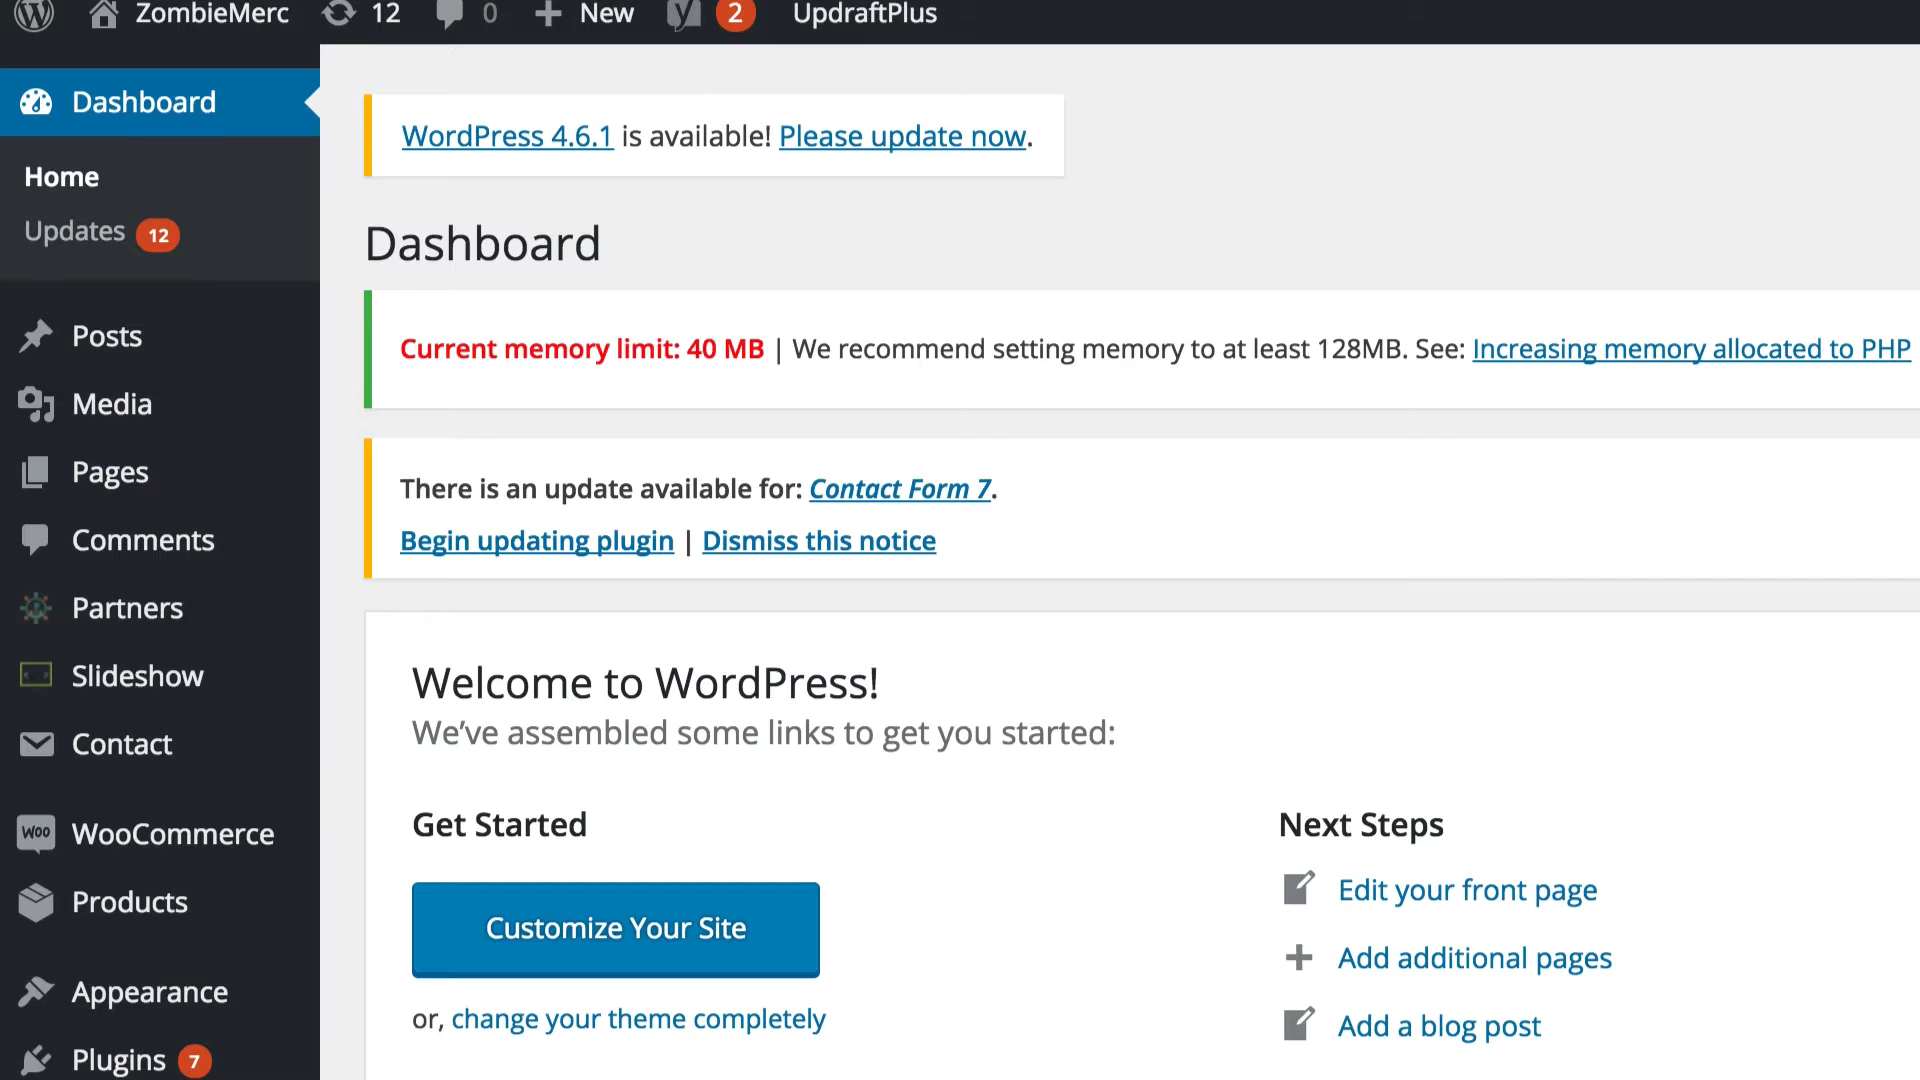 ZombieMerc 12 0 New 2 UpdraftPlus
Dashboard
Home
Updates 12
Posts
Media
Pages
Comments
Partners
Slideshow
Contact
WOO WooCommerce
Products
Appearance
Plugins 7
WordPress 4.6.1 is available! Please update now.
Dashboard
Current memory limit: 40 MB | We recommend setting memory to at least 128MB. See: Increasing memory allocated to PHP
There is an update available for: Contact Form 7.
Begin updating plugin | Dismiss this notice
Welcome to WordPress!
We’ve assembled some links to get you started:
Get Started
Customize Your Site
or, change your theme completely
Next Steps
Edit your front page
Add additional pages
Add a blog post